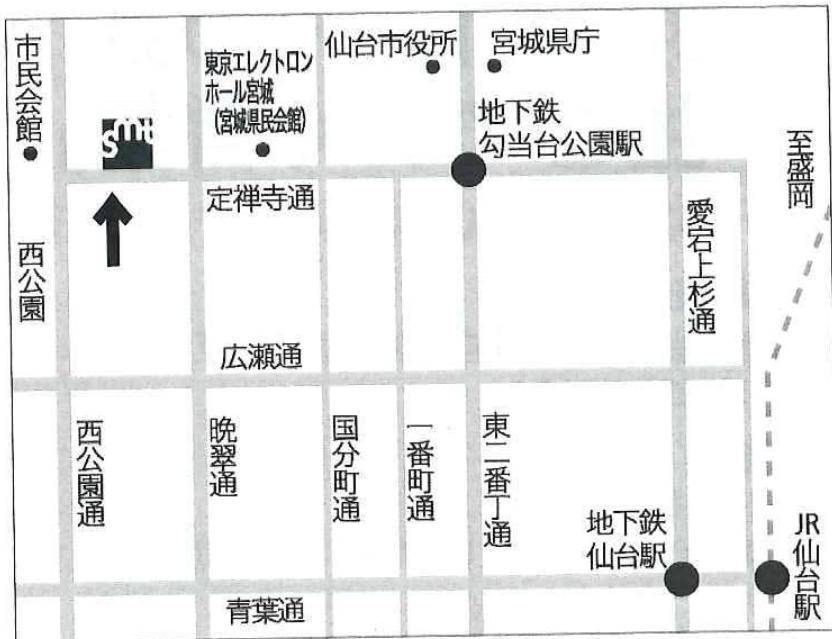 市民会館
smt
東京エレクトロン
ホール宮城
(宮城県民会館)
仙台市役所
宮城県庁
地下鉄
勾当台公園駅
至盛岡
定禅寺通
西公園
愛宕上杉通
広瀬通
西公園通
晩翠通
国分町通
一番町通
東二番丁通
地下鉄
仙台駅
JR仙台駅
青葉通